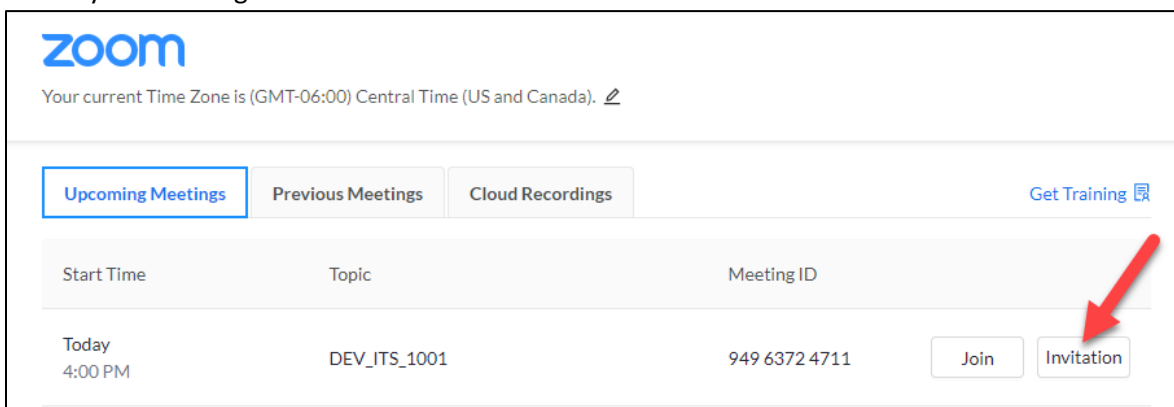 zoom
Your current Time Zone is (GMT-06:00) Central Time (US and Canada).
Upcoming Meetings Previous Meetings Cloud Recordings Get Training
Start Time Topic Meeting ID
Today
4:00 PM DEV_ITS_1001 949 6372 4711 Join Invitation